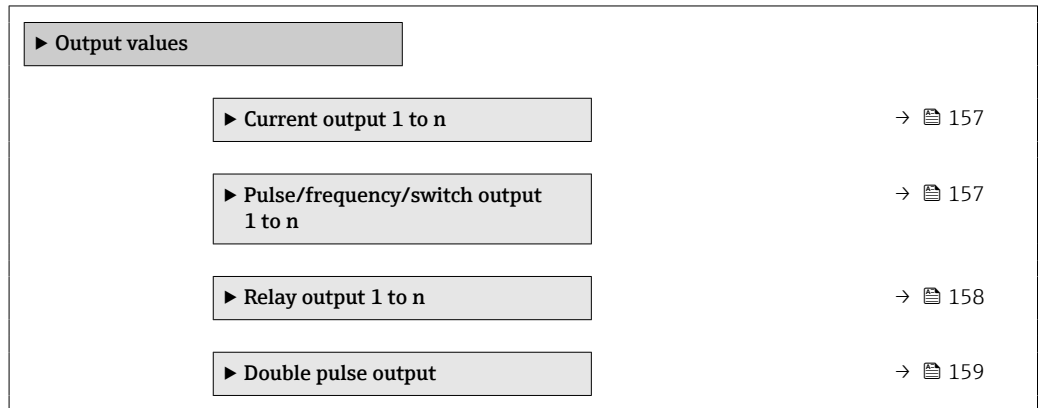 ▶ Output values
▶ Current output 1 to n → 157
▶ Pulse/frequency/switch output
1 to n → 157
▶ Relay output 1 to n → 158
▶ Double pulse output → 159